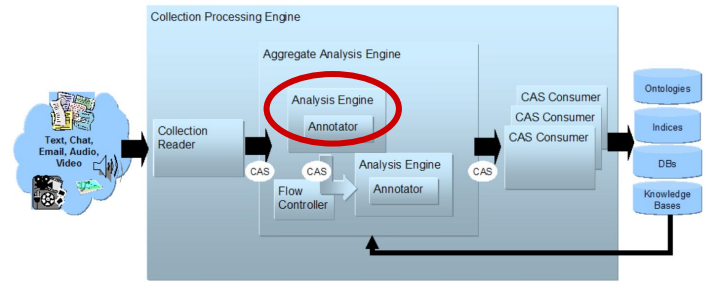 Collection Processing Engine
Aggregate Analysis Engine
Analysis Engine
Annotator
Text, Chat,
Email, Audio,
Video
Collection
Reader
CAS
CAS
Flow
Controller
Analysis Engine
Annotator
CAS
CAS Consumer
CAS Consumer
CAS Consumer
Ontologies
Indices
DBs
Knowledge
Bases